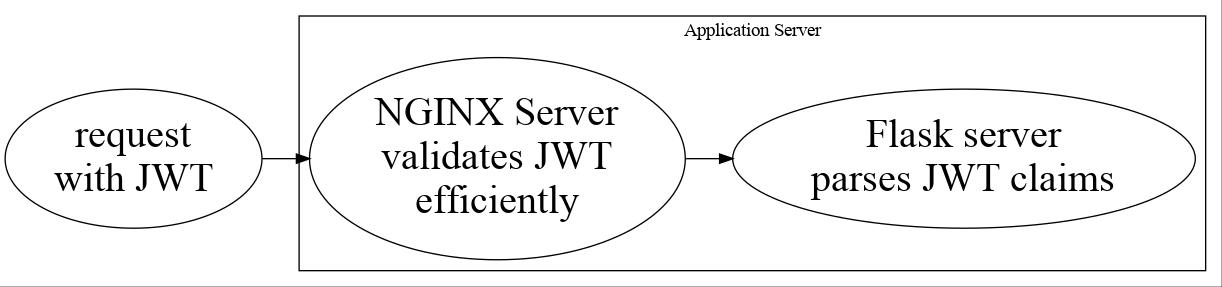 Application Server
request
with JWT
NGINX Server
validates JWT
efficiently
Flask server
parses JWT claims